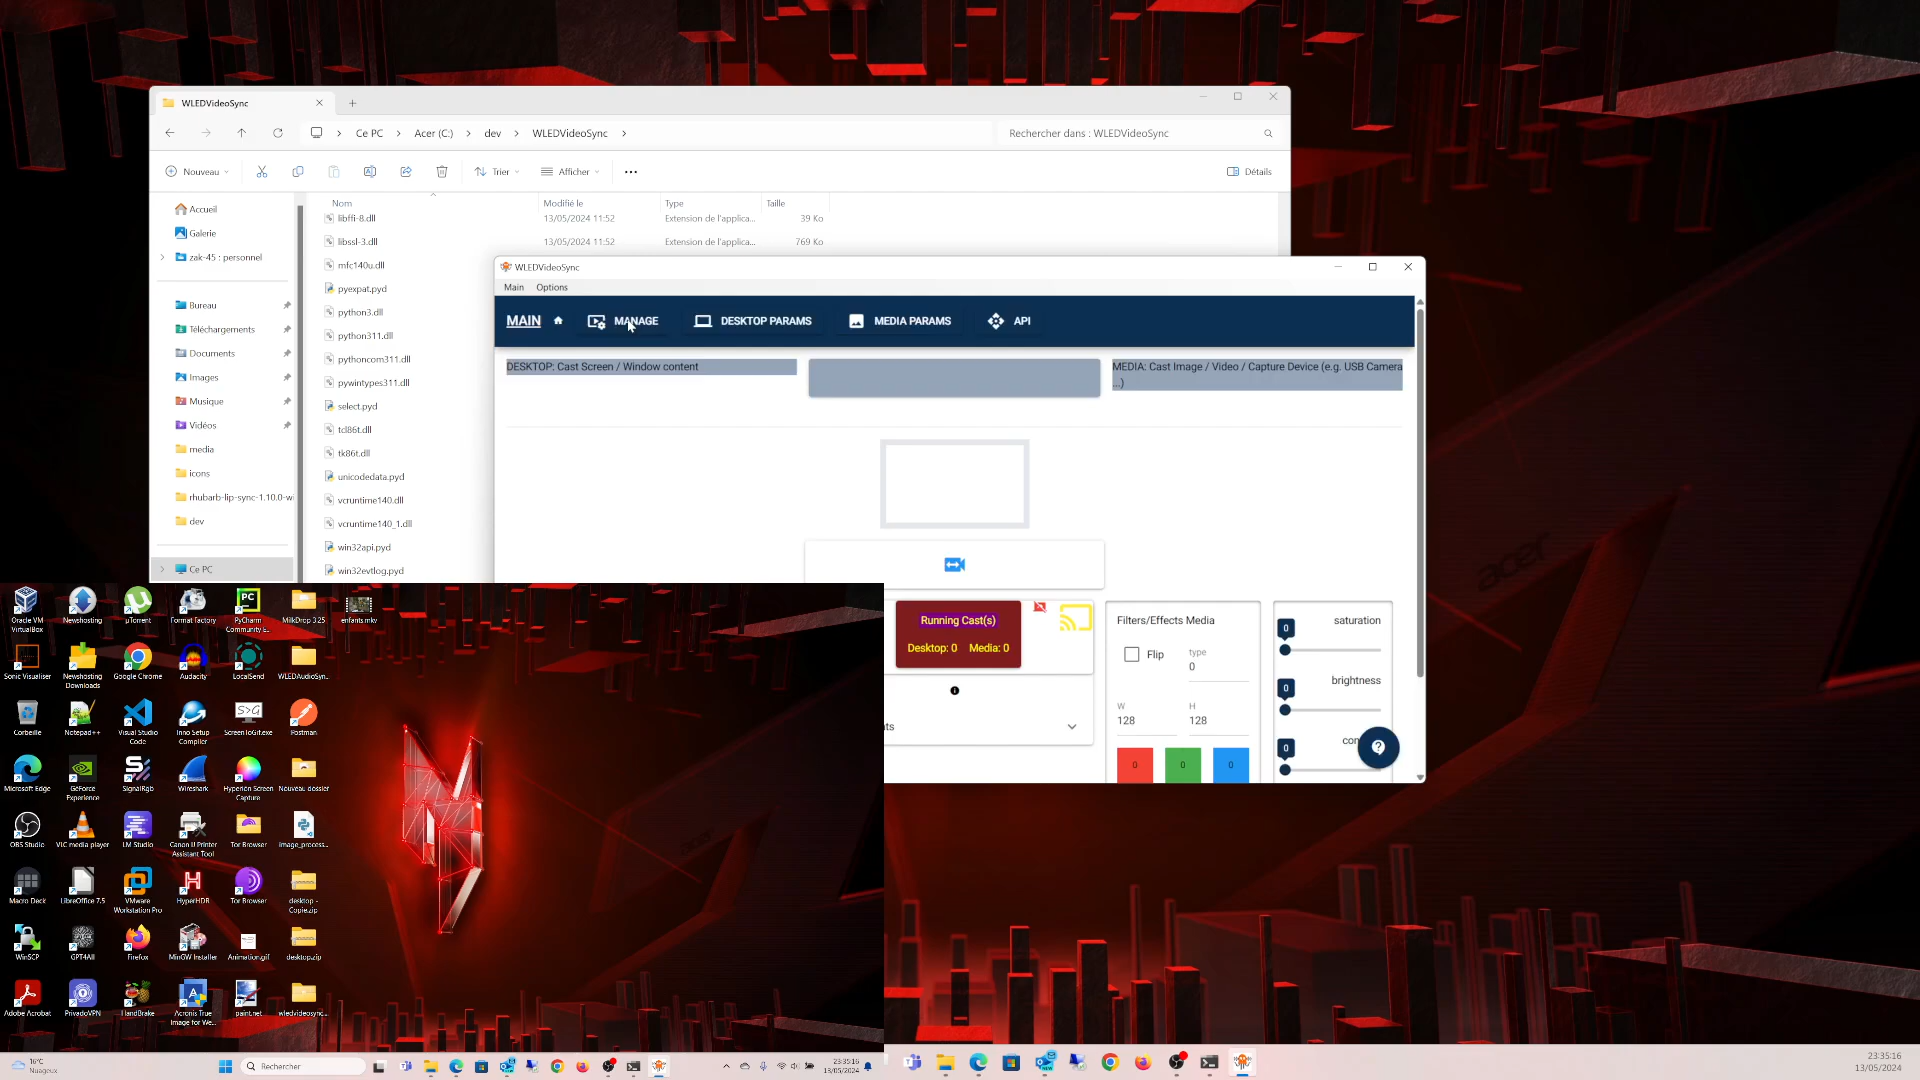 WLEDVideoSync
Ce PC
Acer (C:)
dev
WLEDVideoSync
Rechercher dans : WLEDVideoSync
Nouveau
Trier
Afficher
Détails
Accueil
Galerie
zak-45 : personnel
Bureau
Téléchargements
Documents
Images
Musique
Vidéos
media
icons
rhubarb-lip-sync-1.10.0-wi
dev
Ce PC
Nom
Modifié le
Type
Taille
libffi-8.dll
13/05/2024 11:52
Extension de l'applica...
39 Ko
libssl-3.dll
13/05/2024 11:52
Extension de l'applica...
769 Ko
mfc140u.dll
pyexpat.pyd
python3.dll
python311.dll
pythoncom311.dll
pywintypes311.dll
select.pyd
tcl86t.dll
tk86t.dll
unicodedata.pyd
vcruntime140.dll
vcruntime140_1.dll
win32api.pyd
win32evtlog.pyd
WLEDVideoSync
Main
Options
MAIN
MANAGE
DESKTOP PARAMS
MEDIA PARAMS
API
DESKTOP: Cast Screen / Window content
MEDIA: Cast Image / Video / Capture Device (e.g. USB Camera
...)
Running Cast(s)
Desktop: 0
Media: 0
Filters/Effects Media
Flip
type
0
W
128
H
128
0
0
0
saturation
0
brightness
0
0
Oracle VM
VirtualBox
Newshosting
µTorrent
Format Factory
PyCharm
Community E...
MilkDrop 3.25
enfants.mkv
Sonic Visualiser
Newshosting
Downloads
Google Chrome
Audacity
LocalSend
WLEDAudioSyn...
Corbeille
Notepad++
Visual Studio
Code
Inno Setup
Compiler
ScreenToGif.exe
Postman
Microsoft Edge
GeForce
Experience
SignalRgb
Wireshark
Hyperion Screen
Capture
Nouveau dossier
OBS Studio
VLC media player
LM Studio
Canon IJ Printer
Assistant Tool
Tor Browser
image_process...
Macro Deck
LibreOffice 7.5
VMware
Workstation Pro
HyperHDR
Tor Browser
desktop -
Copie.zip
WinSCP
GPT4All
Firefox
MinGW Installer
Animation.gif
desktop.zip
Adobe Acrobat
PrivadoVPN
HandBrake
Acronis True
Image for We...
paint.net
wledvideosync...
16°C
Nuageux
Rechercher
23:35:16
13/05/2024
23:35:16
13/05/2024